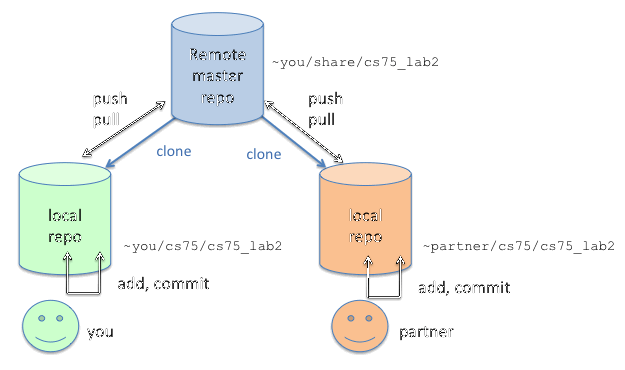 Remote
master
repo
~you/share/cs75_lab2
push
pull
push
pull
clone
clone
local
repo
local
repo
~you/cs75/cs75_lab2
~partner/cs75/cs75_lab2
add, commit
add, commit
you
partner